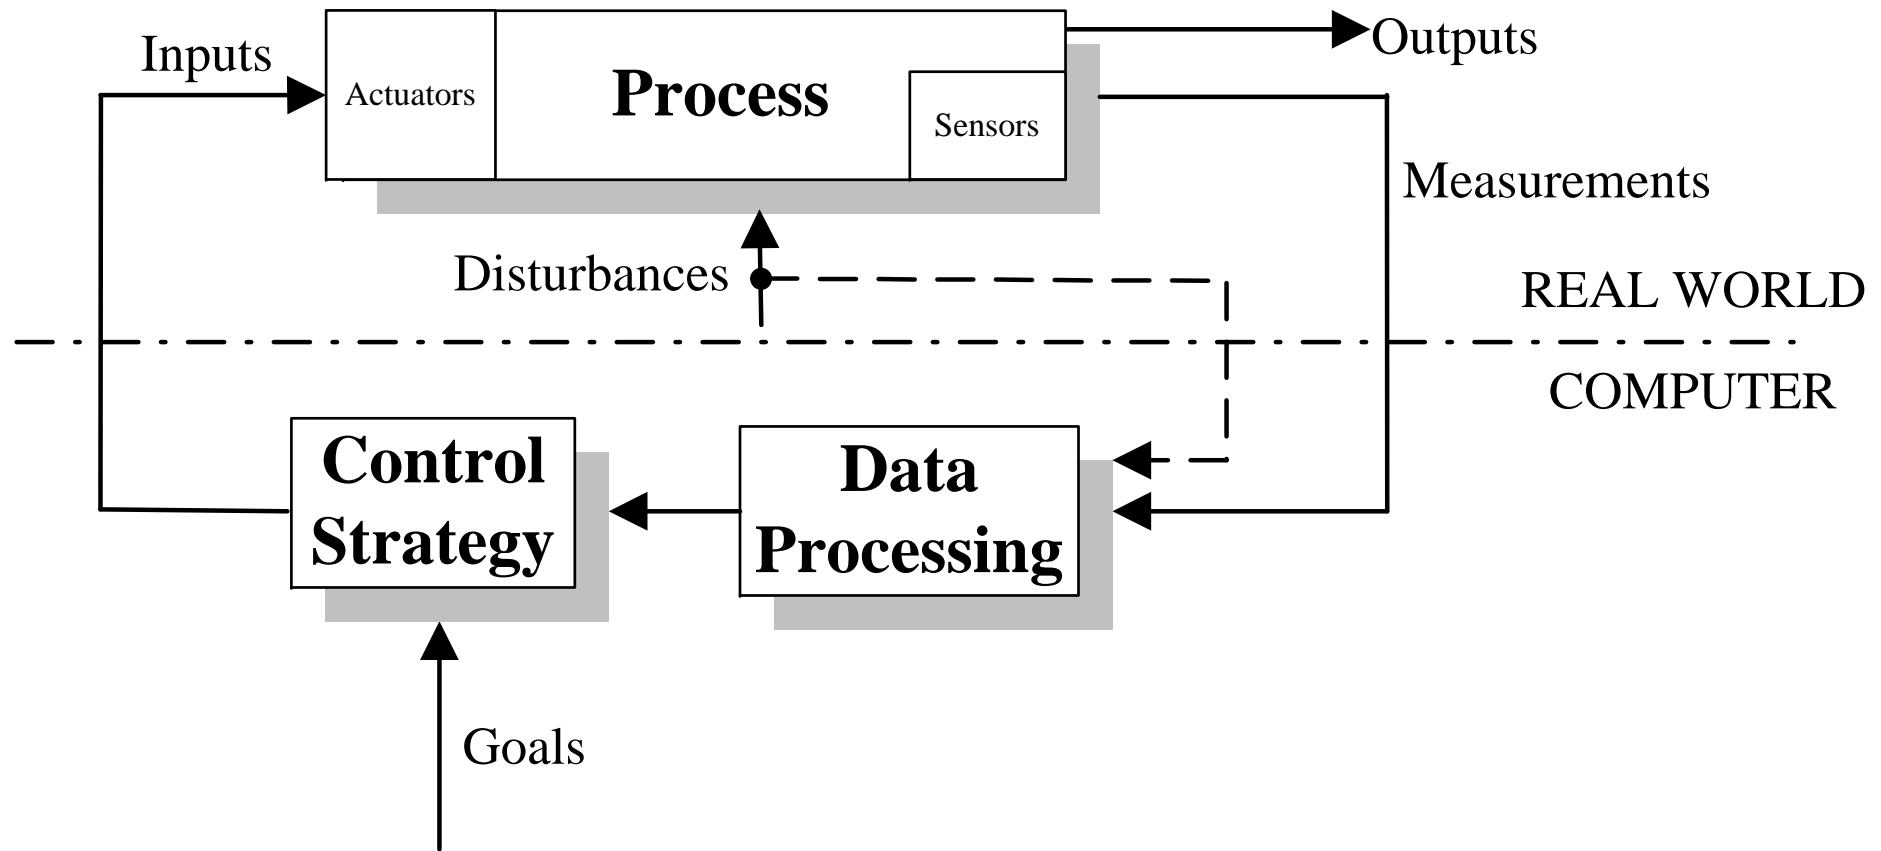 Inputs
Actuators
Process
Sensors
Outputs
Measurements
Disturbances
REAL WORLD
COMPUTER
Control
Strategy
Data
Processing
Goals